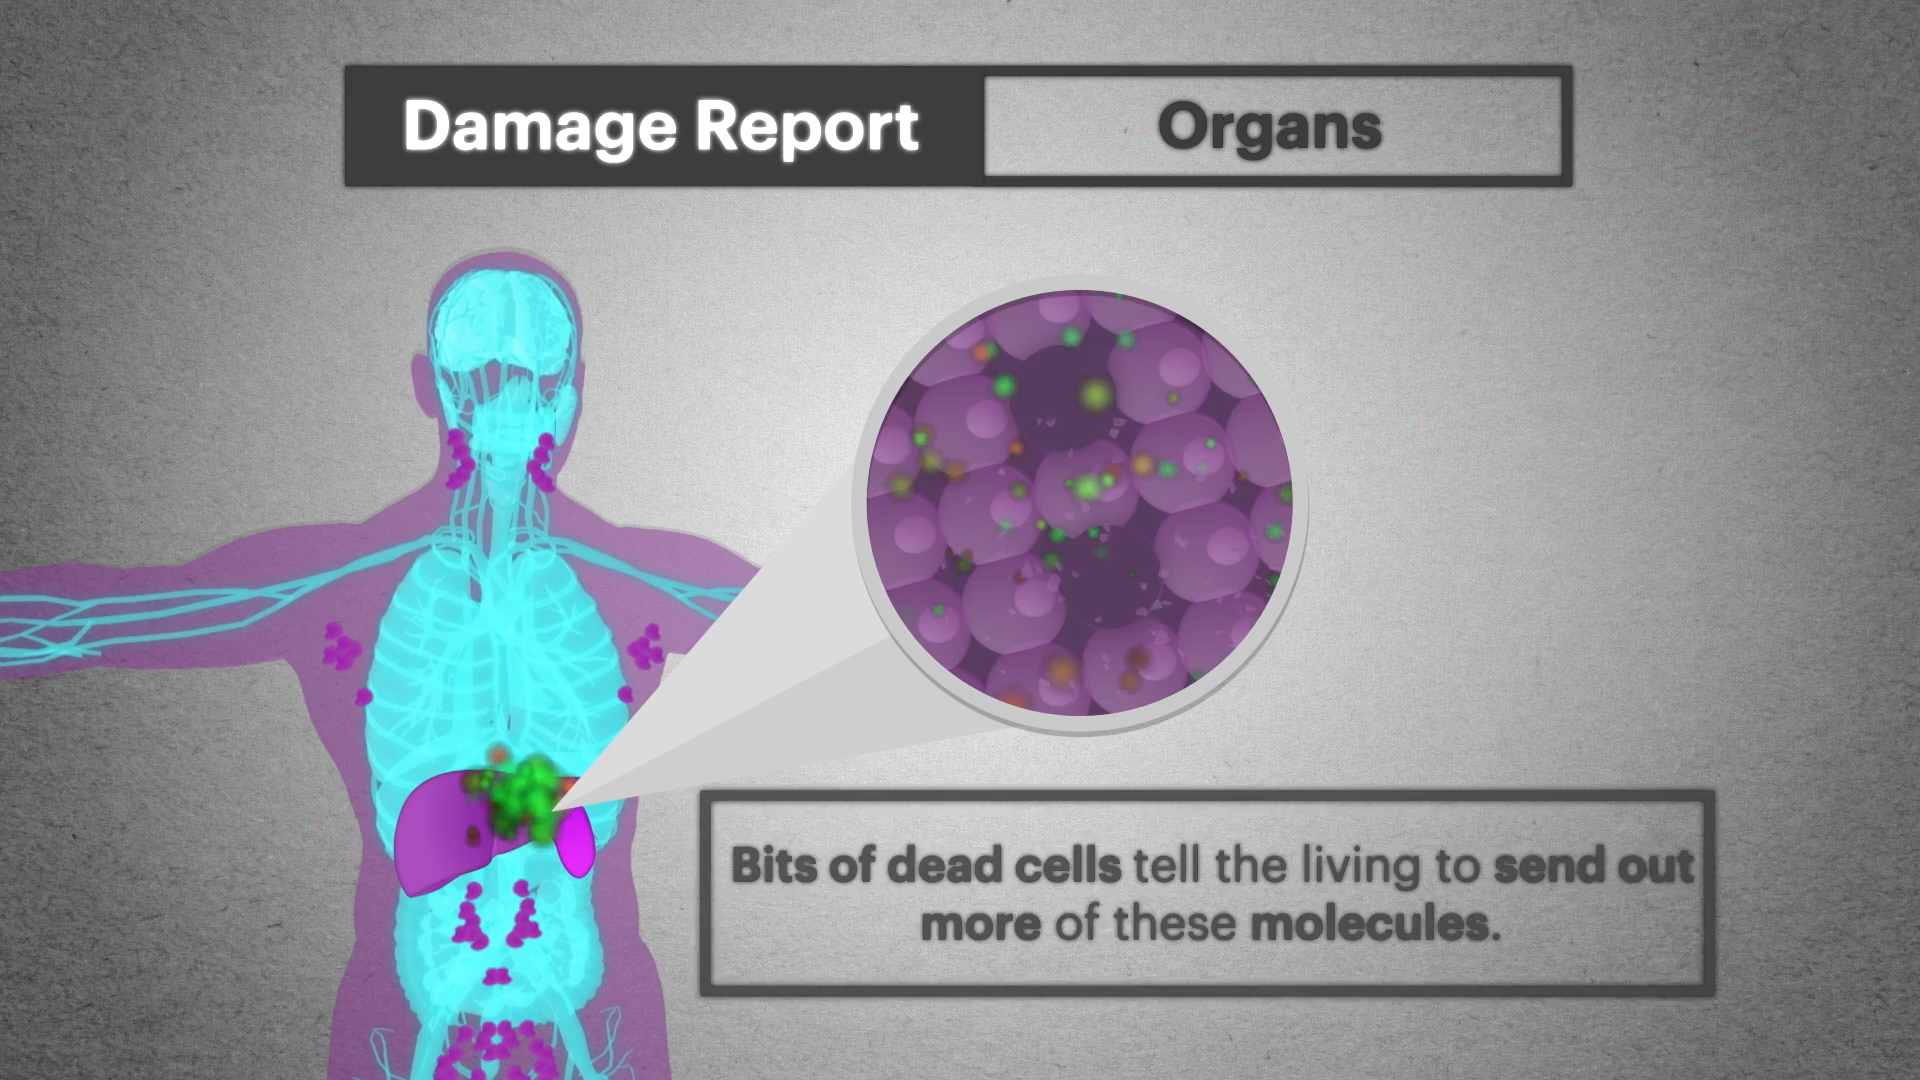 Damage Report
Organs
Bits of dead cells tell the living to send out
more of these molecules.